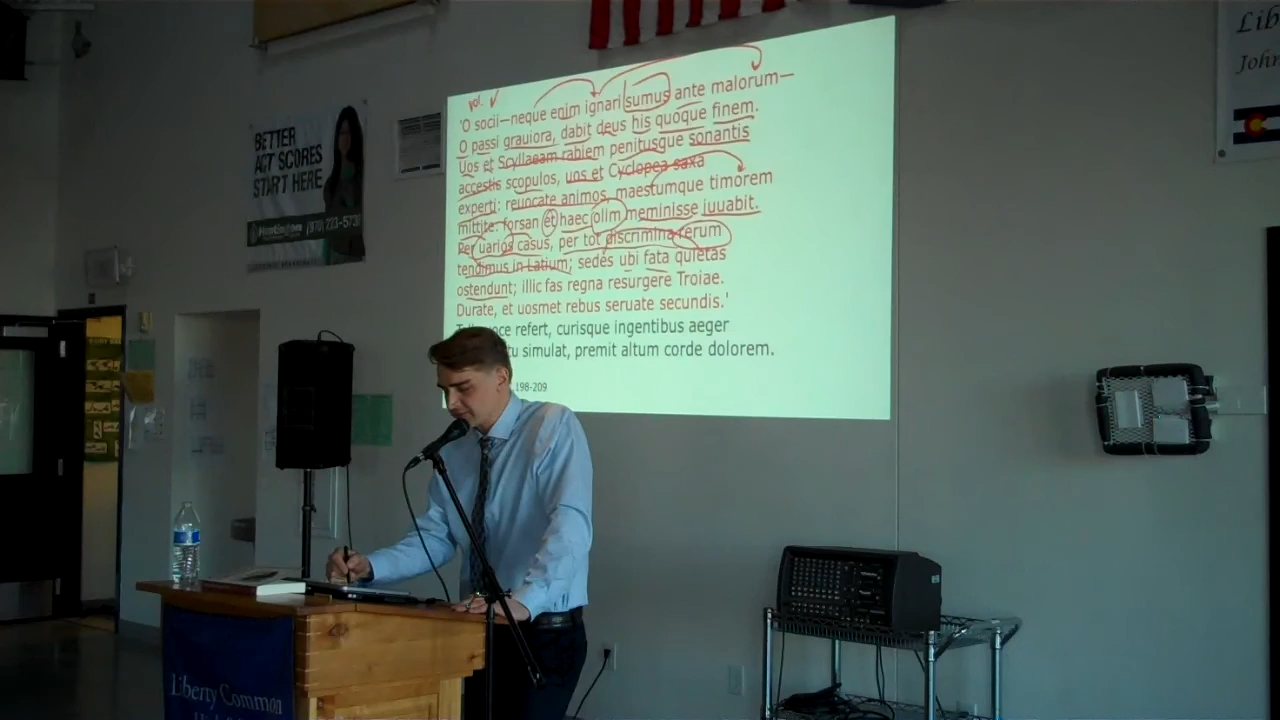 BETTER
ACT SCORES
START HERE
(970) 223-5730
vol.
'O socii—neque enim ignari sumus ante malorum—
O passi grauiora, dabit deus his quoque finem.
Uos et Scyllaeam rabiem penitusque sonantis
accestis scopulos, uos et Cyclopea saxa
experti: reuocate animos, maestumque timorem
mittite: forsan et haec olim meminisse iuuabit.
Per uarios casus, per tot discrimina rerum
tendimus in Latium; sedes ubi fata quietas
ostendunt; illic fas regna resurgere Troiae.
Durate, et uosmet rebus seruate secundis.'
refert, curisque ingentibus aeger
simulat, premit altum corde dolorem.
198-209
Lib
John
Liberty Common